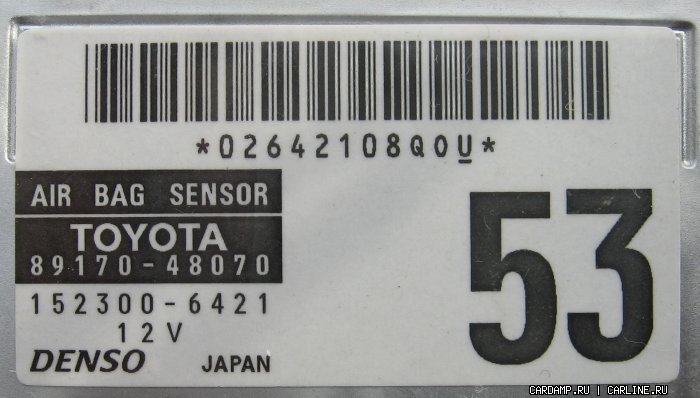 *02642108Q0U*
AIR BAG SENSOR
TOYOTA
89170-48070
152300-6421
12V
DENSO JAPAN
53
CARDAMP.RU | CARLINE.RU